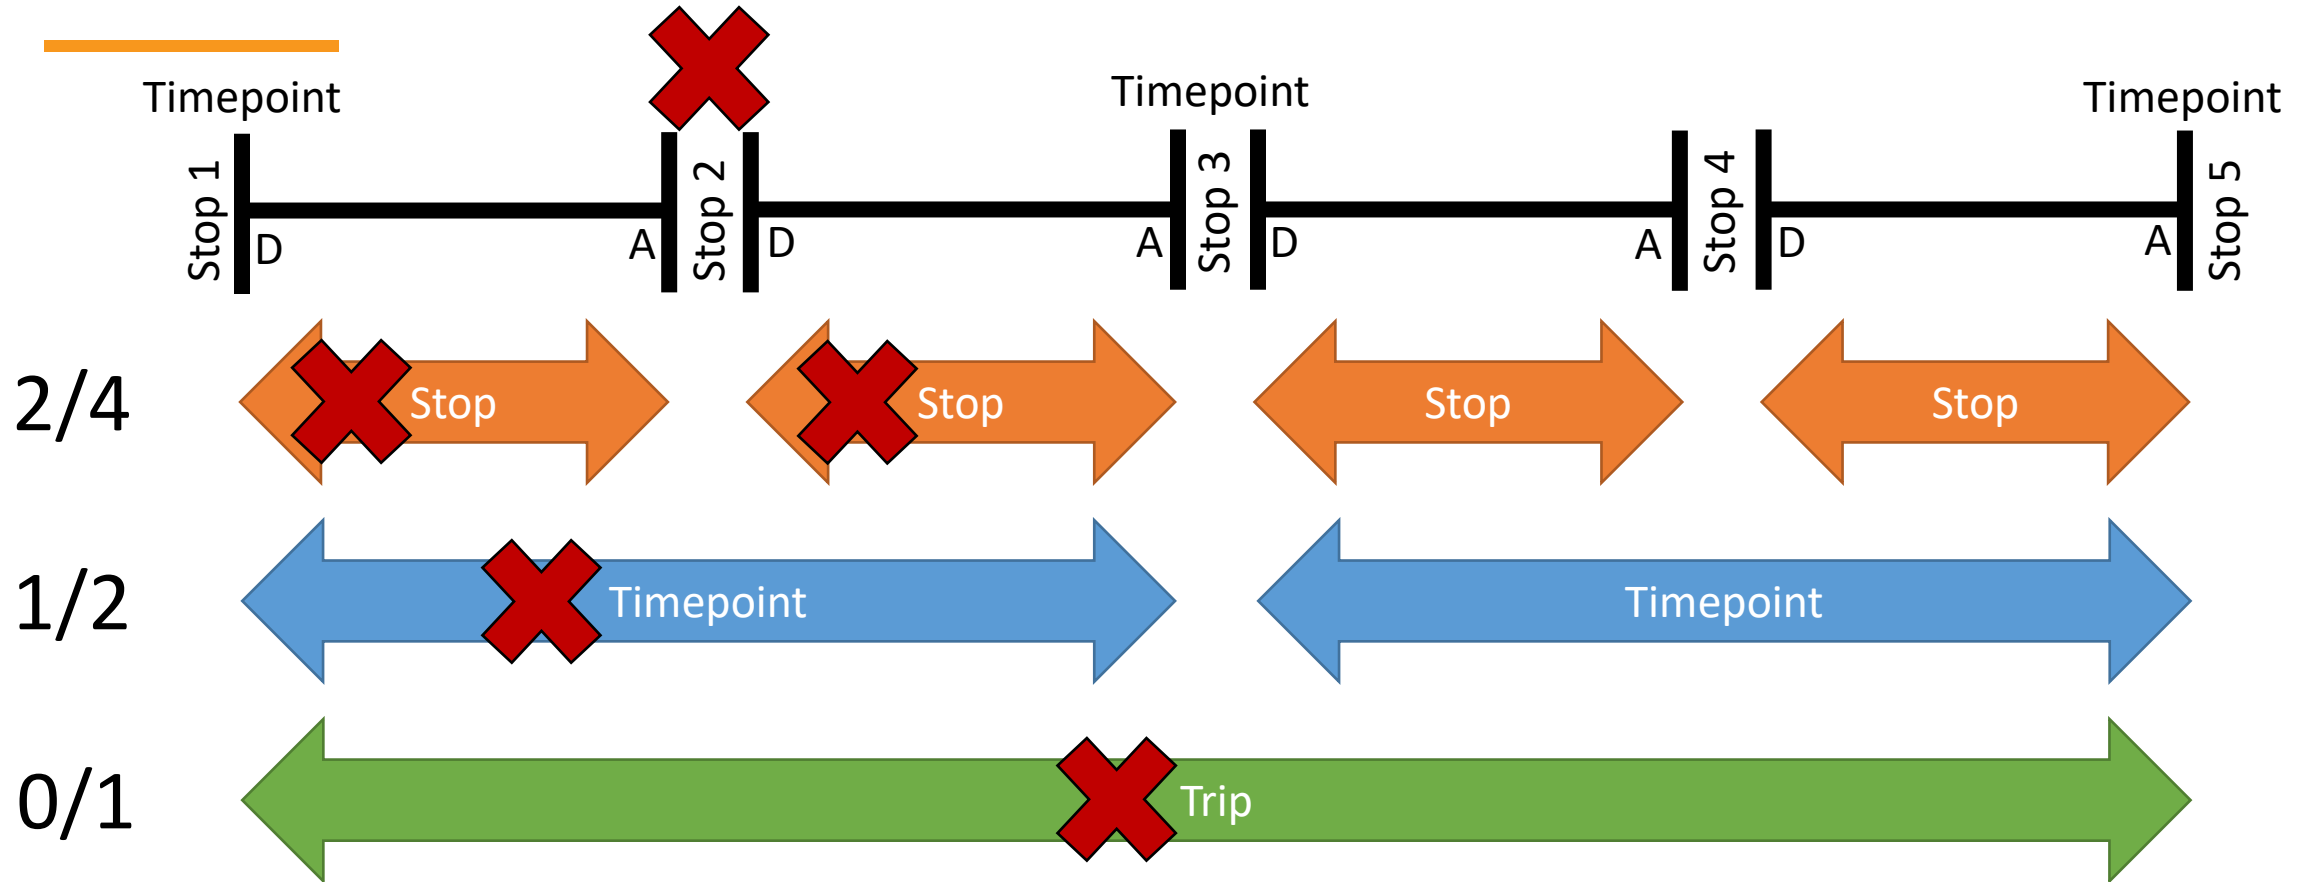 Timepoint
Timepoint
Timepoint
Stop 1
D
A
Stop 2
D
A
Stop 3
D
A
Stop 4
D
A
Stop 5
2/4
Stop
Stop
Stop
Stop
1/2
Timepoint
Timepoint
0/1
Trip